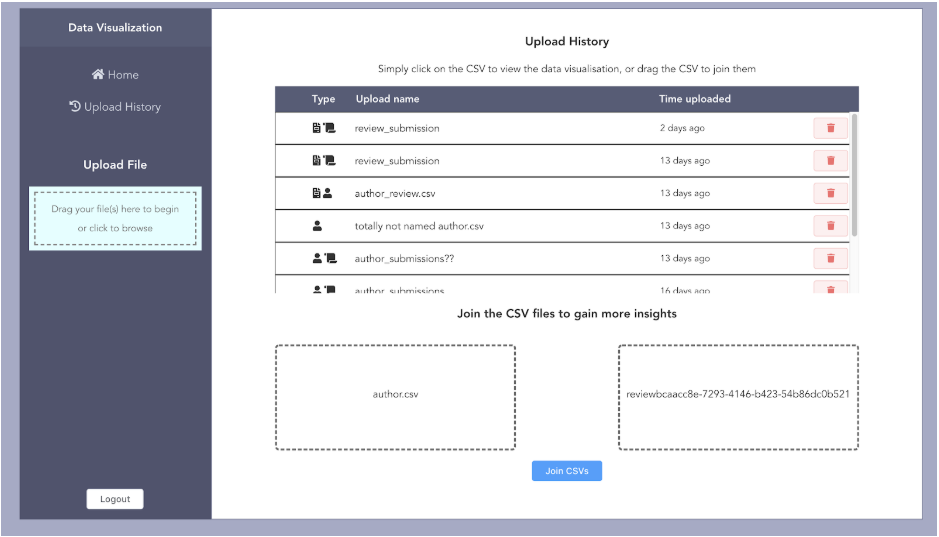 Data Visualization
Home
Upload History
Upload File
Drag your file(s) here to begin
or click to browse
Logout
Upload History
Simply click on the CSV to view the data visualisation, or drag the CSV to join them
Type Upload name Time uploaded
review_submission 2 days ago
review_submission 13 days ago
author_review.csv 13 days ago
totally not named author.csv 13 days ago
author_submissions?? 13 days ago
author_submissions 16 days ago
Join the CSV files to gain more insights
author.csv
reviewbcaacc8e-7293-4146-b423-54b86dc0b521
Join CSVs